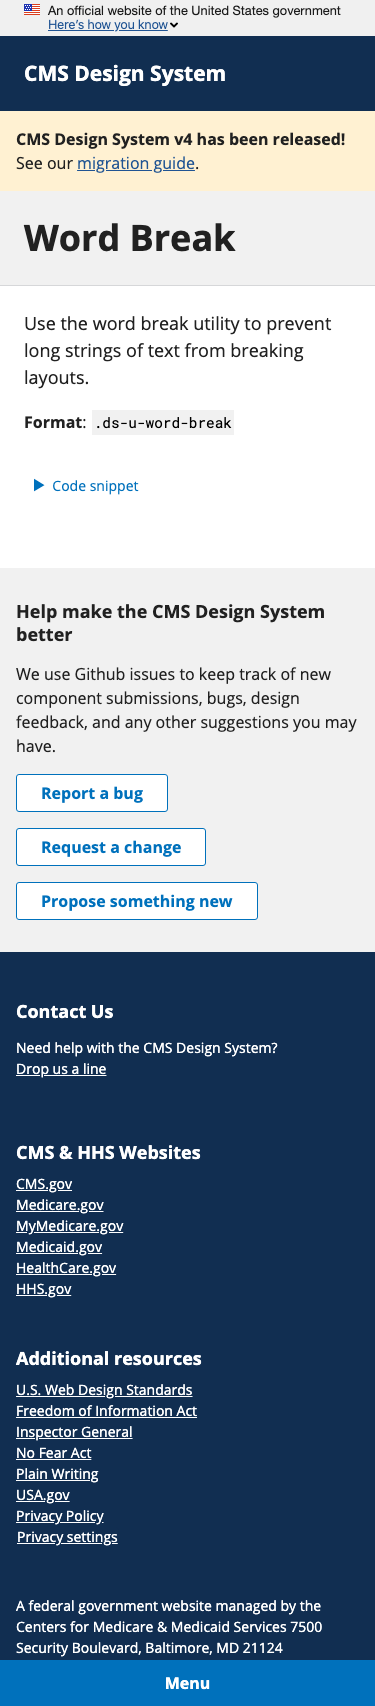 An official website of the United States government
Here's how you know
CMS Design System
CMS Design System v4 has been released!
See our migration guide.
Word Break
Use the word break utility to prevent
long strings of text from breaking
layouts.
Format: .ds-u-word-break
Code snippet
Help make the CMS Design System
better
We use Github issues to keep track of new
component submissions, bugs, design
feedback, and any other suggestions you may
have.
Report a bug
Request a change
Propose something new
Contact Us
Need help with the CMS Design System?
Drop us a line
CMS & HHS Websites
CMS.gov
Medicare.gov
MyMedicare.gov
Medicaid.gov
HealthCare.gov
HHS.gov
Additional resources
U.S. Web Design Standards
Freedom of Information Act
Inspector General
No Fear Act
Plain Writing
USA.gov
Privacy Policy
Privacy settings
A federal government website managed by the
Centers for Medicare & Medicaid Services 7500
Security Boulevard, Baltimore, MD 21124
Menu